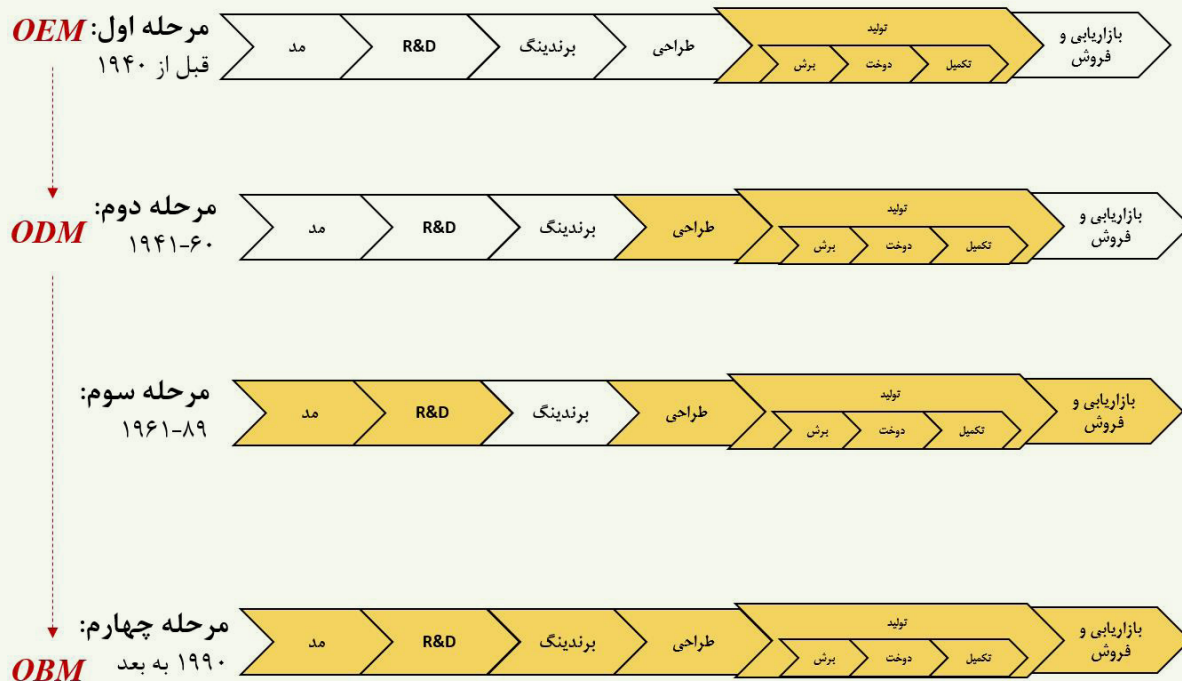 مرحله اول: OEM
قبل از ۱۹۴۰
مد
R&D
برندینگ
طراحی
تولید
برش
دوخت
تکمیل
بازاریابی و
فروش
مرحله دوم:
ODM
۱۹۴۱-۶۰
مد
R&D
برندینگ
طراحی
تولید
برش
دوخت
تکمیل
بازاریابی و
فروش
مرحله سوم:
۱۹۶۱-۸۹
مد
R&D
برندینگ
طراحی
تولید
برش
دوخت
تکمیل
بازاریابی و
فروش
مرحله چهارم:
۱۹۹۰ به بعد
OBM
مد
R&D
برندینگ
طراحی
تولید
برش
دوخت
تکمیل
بازاریابی و
فروش